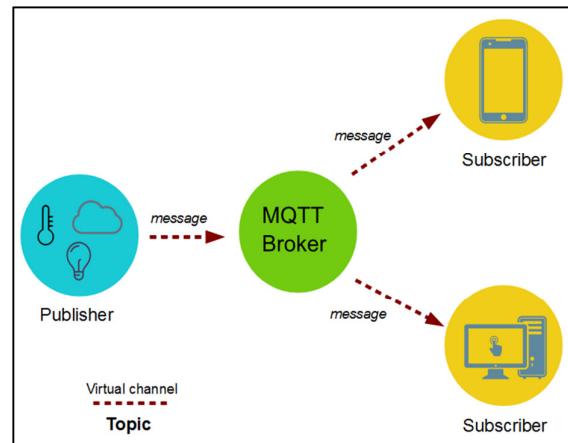 message
Subscriber
message
MQTT
Broker
Publisher
message
Subscriber
Virtual channel
Topic